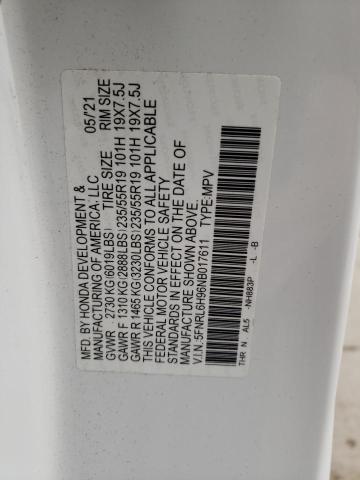 MFD. BY HONDA DEVELOPMENT & 05/21
MANUFACTURING OF AMERICA, LLC
TIRE SIZE RIM SIZE
GVWR 2730 KG(6019LBS)
GAWR F 1310 KG(2888LBS) 235/55R19 101H 19X7.5J
GAWR R 1465 KG(3230LBS) 235/55R19 101H 19X7.5J
THIS VEHICLE CONFORMS TO ALL APPLICABLE
FEDERAL MOTOR VEHICLE SAFETY
STANDARDS IN EFFECT ON THE DATE OF
MANUFACTURE.
V.I.N.:5FNRL6H96NB017611 TYPE:MPV
THR N AL5 -NH883P -L -B